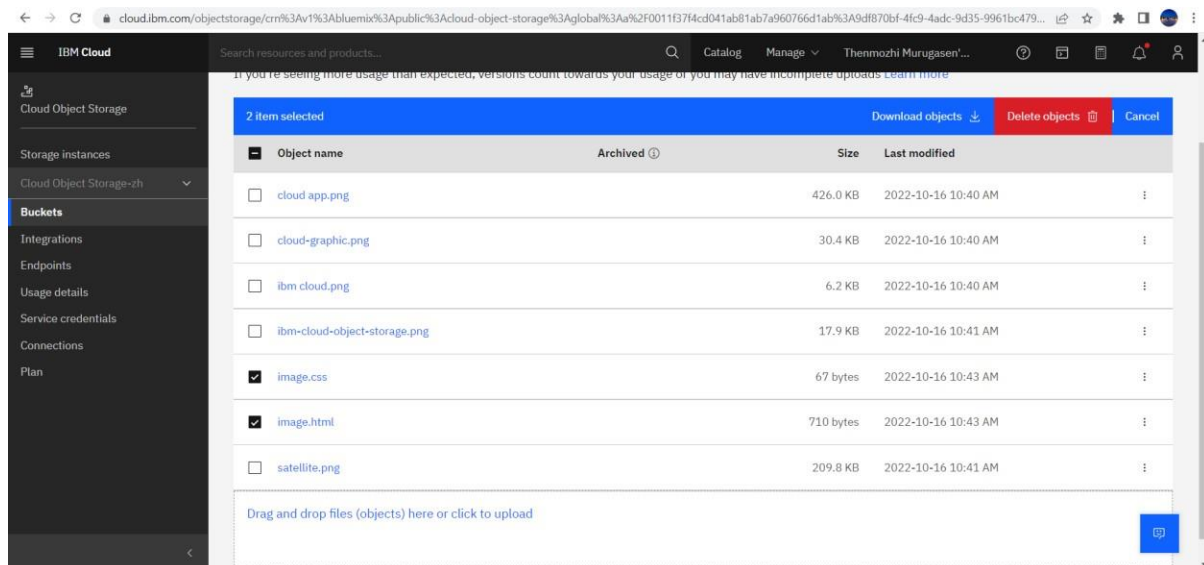 cloud.ibm.com/objectstorage/crn%3Av1%3Abluemix%3Apublic%3Acloud-object-storage%3Aglobal%3Aa%2F0011f37f4cd041ab81ab7a960766d1ab%3A9df870bf-4fc9-4adc-9d35-9961bc479...
IBM Cloud
Search resources and products...
Catalog
Manage
Thenmozhi Murugasen'...
If you're seeing more usage than expected, versions count towards your usage or you may have incomplete uploads Learn more
Cloud Object Storage
Storage instances
Cloud Object Storage-zh
Buckets
Integrations
Endpoints
Usage details
Service credentials
Connections
Plan
2 item selected Download objects Delete objects Cancel
Object name Archived Size Last modified
cloud app.png 426.0 KB 2022-10-16 10:40 AM
cloud-graphic.png 30.4 KB 2022-10-16 10:40 AM
ibm cloud.png 6.2 KB 2022-10-16 10:40 AM
ibm-cloud-object-storage.png 17.9 KB 2022-10-16 10:41 AM
image.css 67 bytes 2022-10-16 10:43 AM
image.html 710 bytes 2022-10-16 10:43 AM
satellite.png 209.8 KB 2022-10-16 10:41 AM
Drag and drop files (objects) here or click to upload